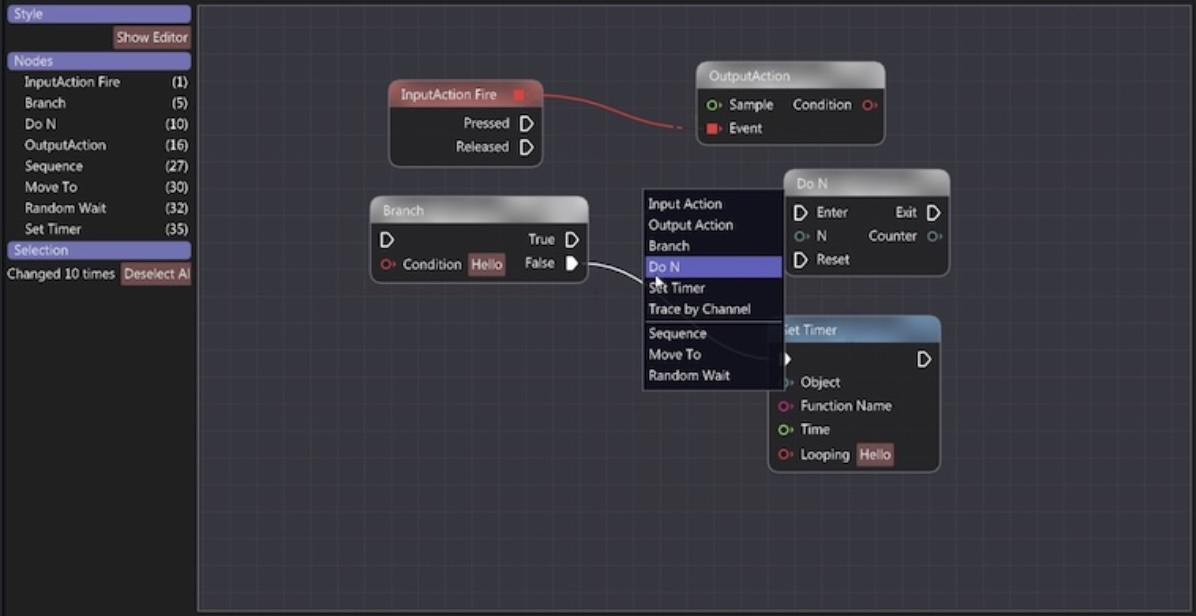 Style
Show Editor
Nodes
InputAction Fire (1)
Branch (5)
Do N (10)
OutputAction (16)
Sequence (27)
Move To (30)
Random Wait (32)
Set Timer (35)
Selection
Changed 10 times Deselect Al
InputAction Fire
Pressed
Released
OutputAction
Sample Condition
Event
Branch
True
Condition Hello False
Input Action
Output Action
Branch
Do N
Set Timer
Trace by Channel
Sequence
Move To
Random Wait
Do N
Enter Exit
N Counter
Reset
Set Timer
Object
Function Name
Time
Looping Hello